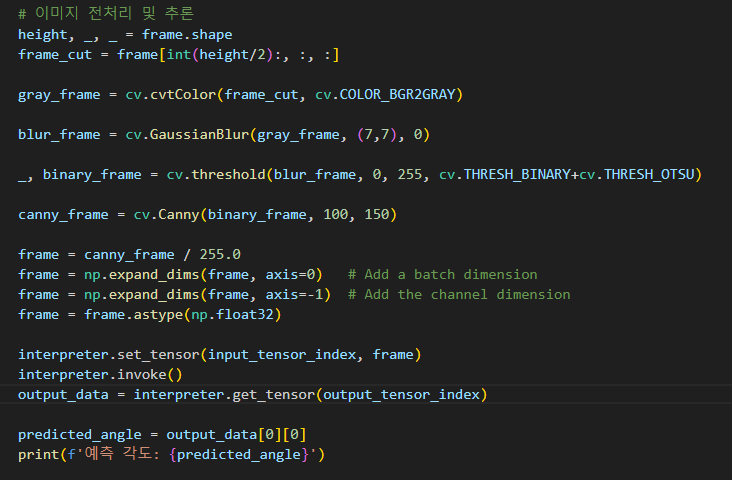 # 이미지 전처리 및 추론
height, _, _ = frame.shape
frame_cut = frame[int(height/2):, :, :]
gray_frame = cv.cvtColor(frame_cut, cv.COLOR_BGR2GRAY)
blur_frame = cv.GaussianBlur(gray_frame, (7,7), 0)
_, binary_frame = cv.threshold(blur_frame, 0, 255, cv.THRESH_BINARY+cv.THRESH_OTSU)
canny_frame = cv.Canny(binary_frame, 100, 150)
frame = canny_frame / 255.0
frame = np.expand_dims(frame, axis=0)   # Add a batch dimension
frame = np.expand_dims(frame, axis=-1)  # Add the channel dimension
frame = frame.astype(np.float32)
interpreter.set_tensor(input_tensor_index, frame)
interpreter.invoke()
output_data = interpreter.get_tensor(output_tensor_index)
predicted_angle = output_data[0][0]
print(f'예측 각도: {predicted_angle}')